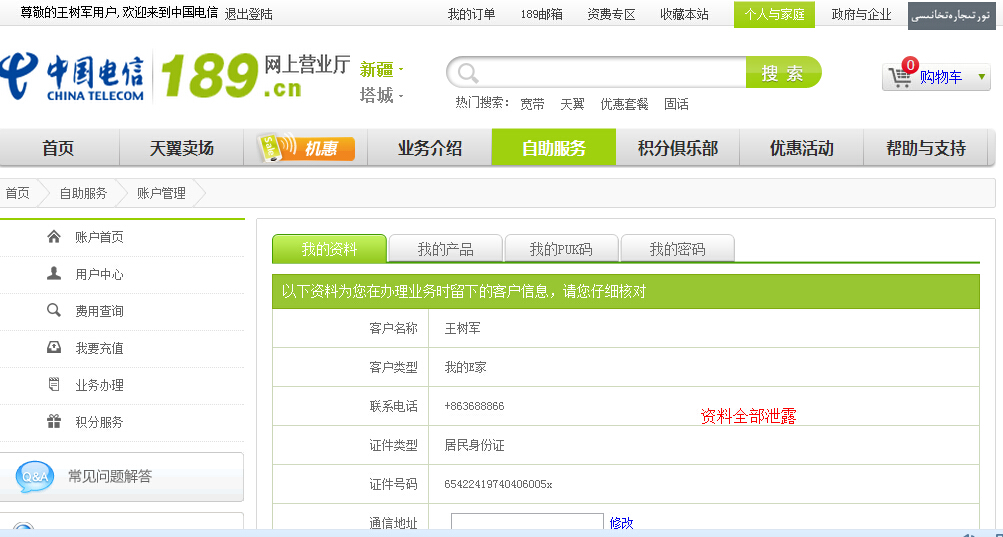 尊敬的王树军用户, 欢迎来到中国电信 退出登陆 我的订单 189邮箱 资费专区 收藏本站 个人与家庭 政府与企业
中国电信 CHINA TELECOM 189.cn 网上营业厅 新疆 塔城
搜 索
0 购物车
热门搜索: 宽带 天翼 优惠套餐 固话
首页 天翼卖场 Sale 机惠 业务介绍 自助服务 积分俱乐部 优惠活动 帮助与支持
首页 自助服务 账户管理
账户首页
用户中心
费用查询
我要充值
业务办理
积分服务
Q&A 常见问题解答
我的资料 我的产品 我的PUK码 我的密码
以下资料为您在办理业务时留下的客户信息，请您仔细核对
客户名称 王树军
客户类型 我的E家
联系电话 +863688866
资料全部泄露
证件类型 居民身份证
证件号码 65422419740406005x
通信地址 修改